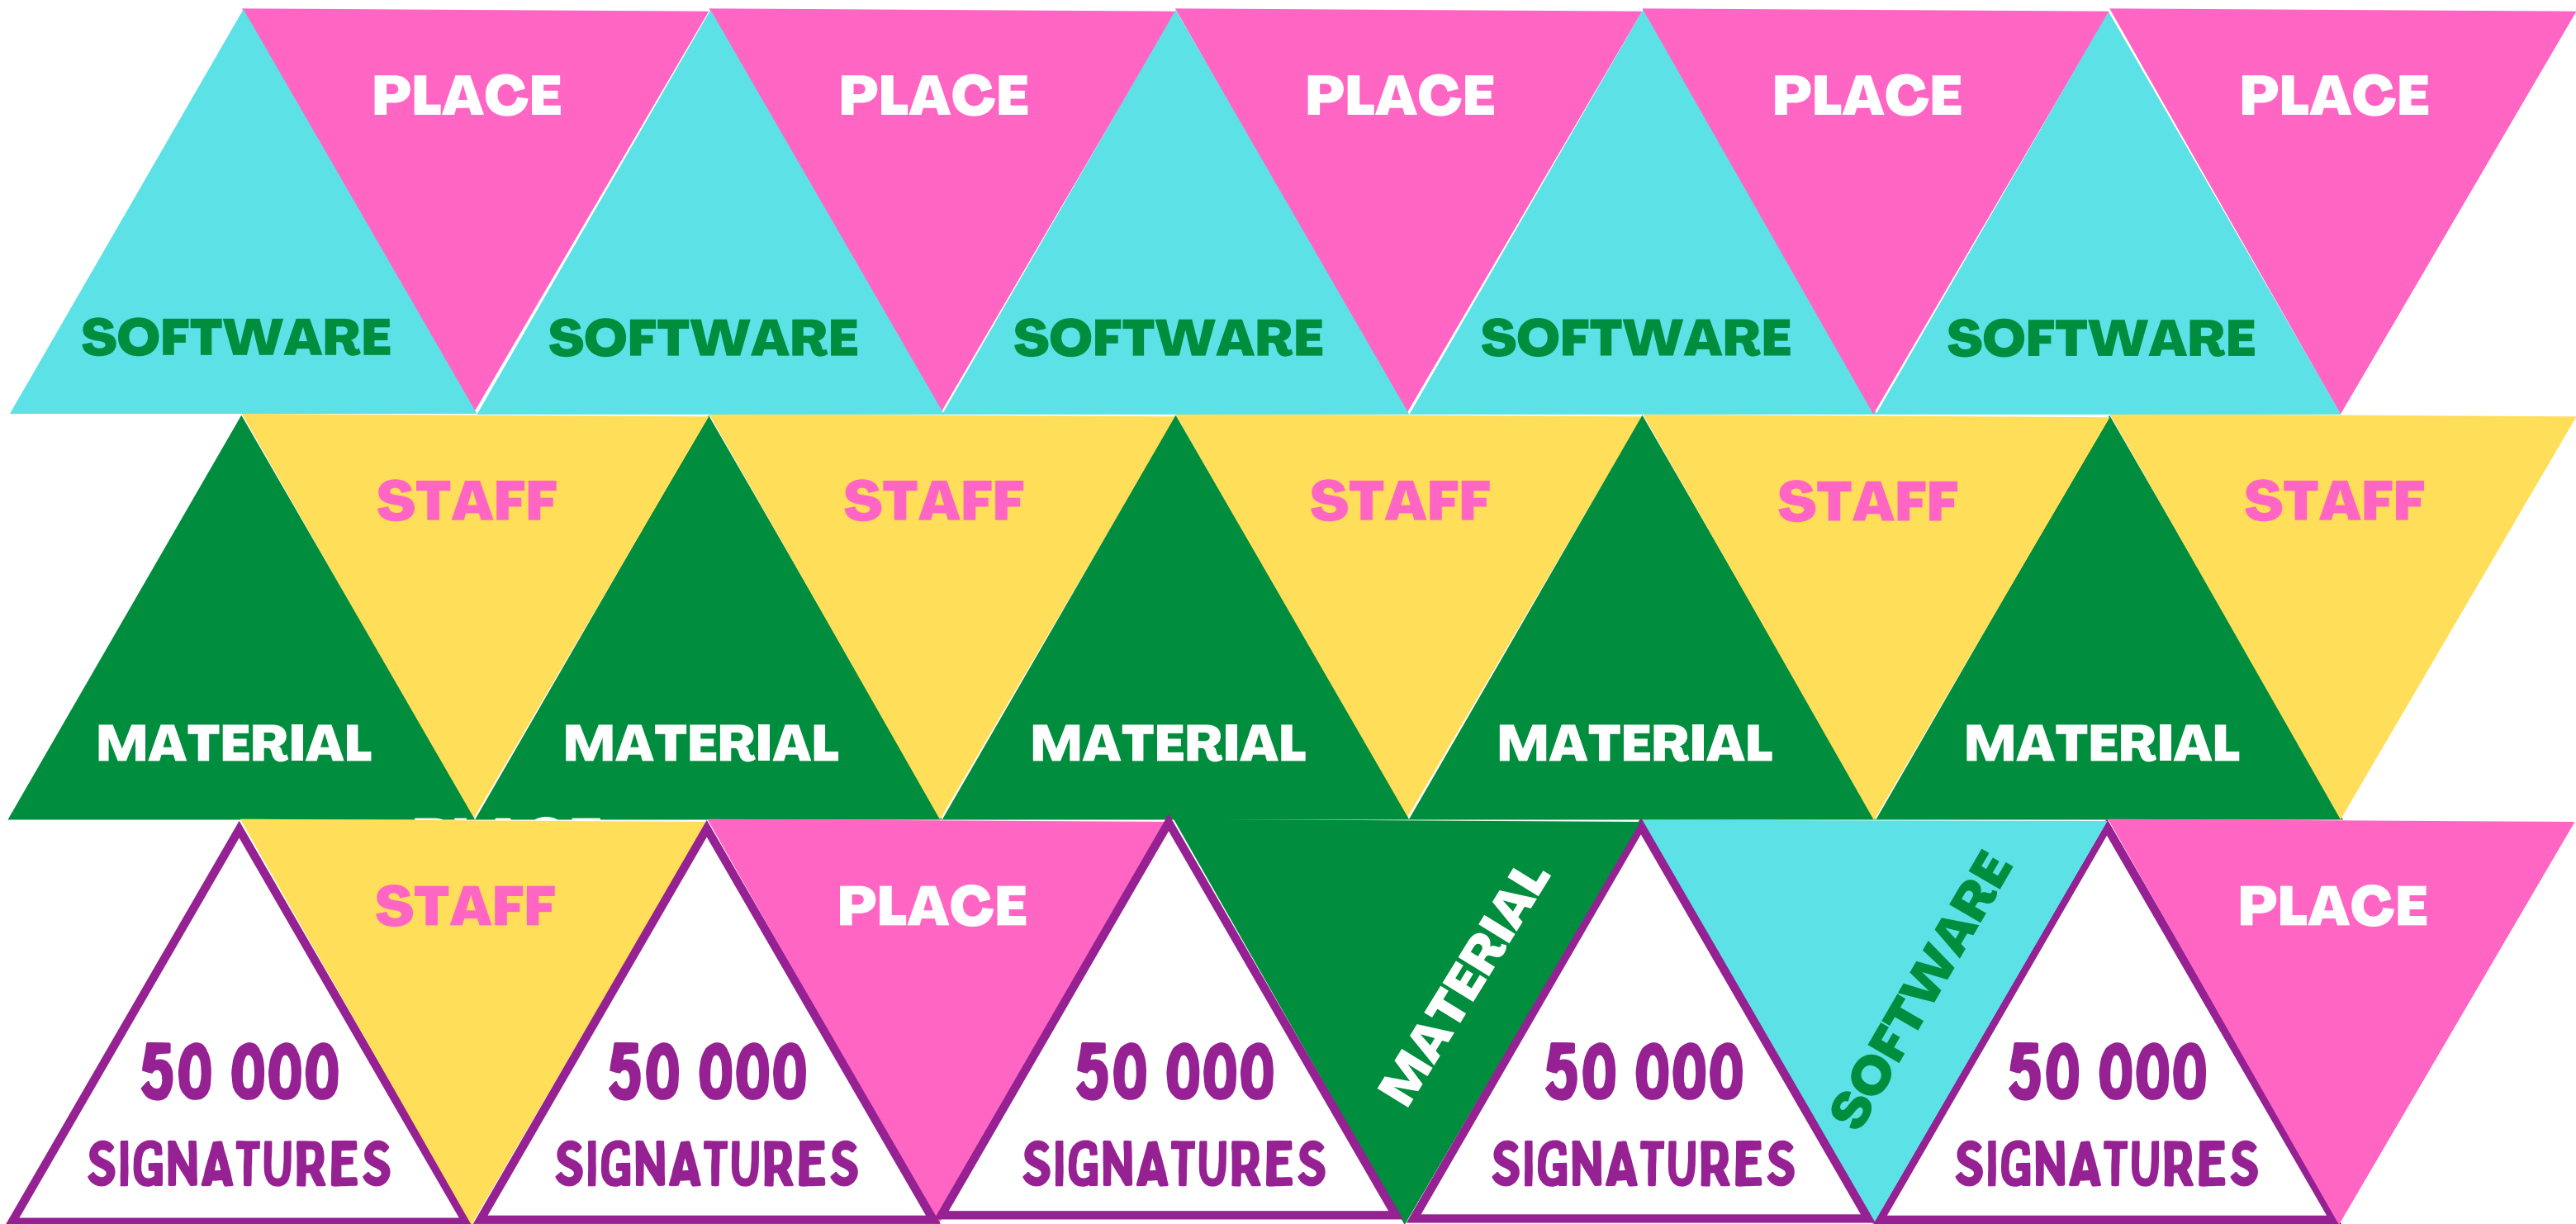 PLACE PLACE PLACE PLACE PLACE
SOFTWARE SOFTWARE SOFTWARE SOFTWARE SOFTWARE
STAFF STAFF STAFF STAFF STAFF
MATERIAL MATERIAL MATERIAL MATERIAL MATERIAL
STAFF PLACE MATERIAL SOFTWARE PLACE
50 000 50 000 50 000 50 000 50 000
SIGNATURES SIGNATURES SIGNATURES SIGNATURES SIGNATURES